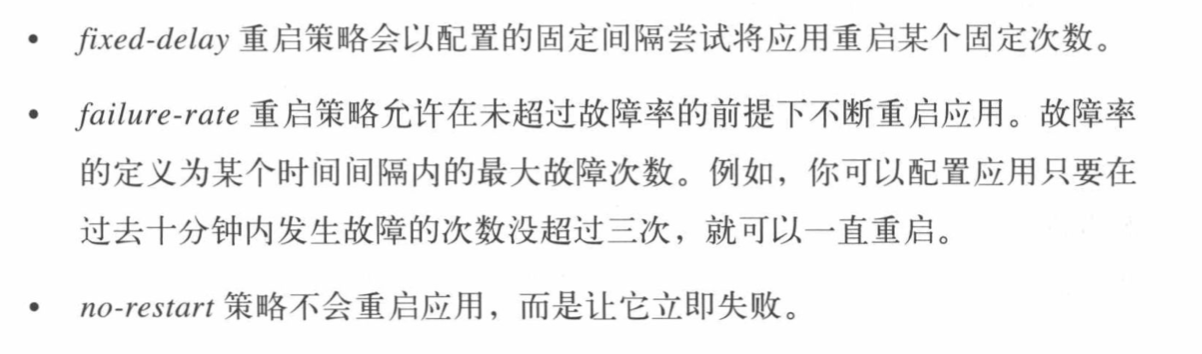 • fixed-delay 重启策略会以配置的固定间隔尝试将应用重启某个固定次数。
• failure-rate 重启策略允许在未超过故障率的前提下不断重启应用。故障率
的定义为某个时间间隔内的最大故障次数。例如，你可以配置应用只要在
过去十分钟内发生故障的次数没超过三次，就可以一直重启。
• no-restart 策略不会重启应用，而是让它立即失败。